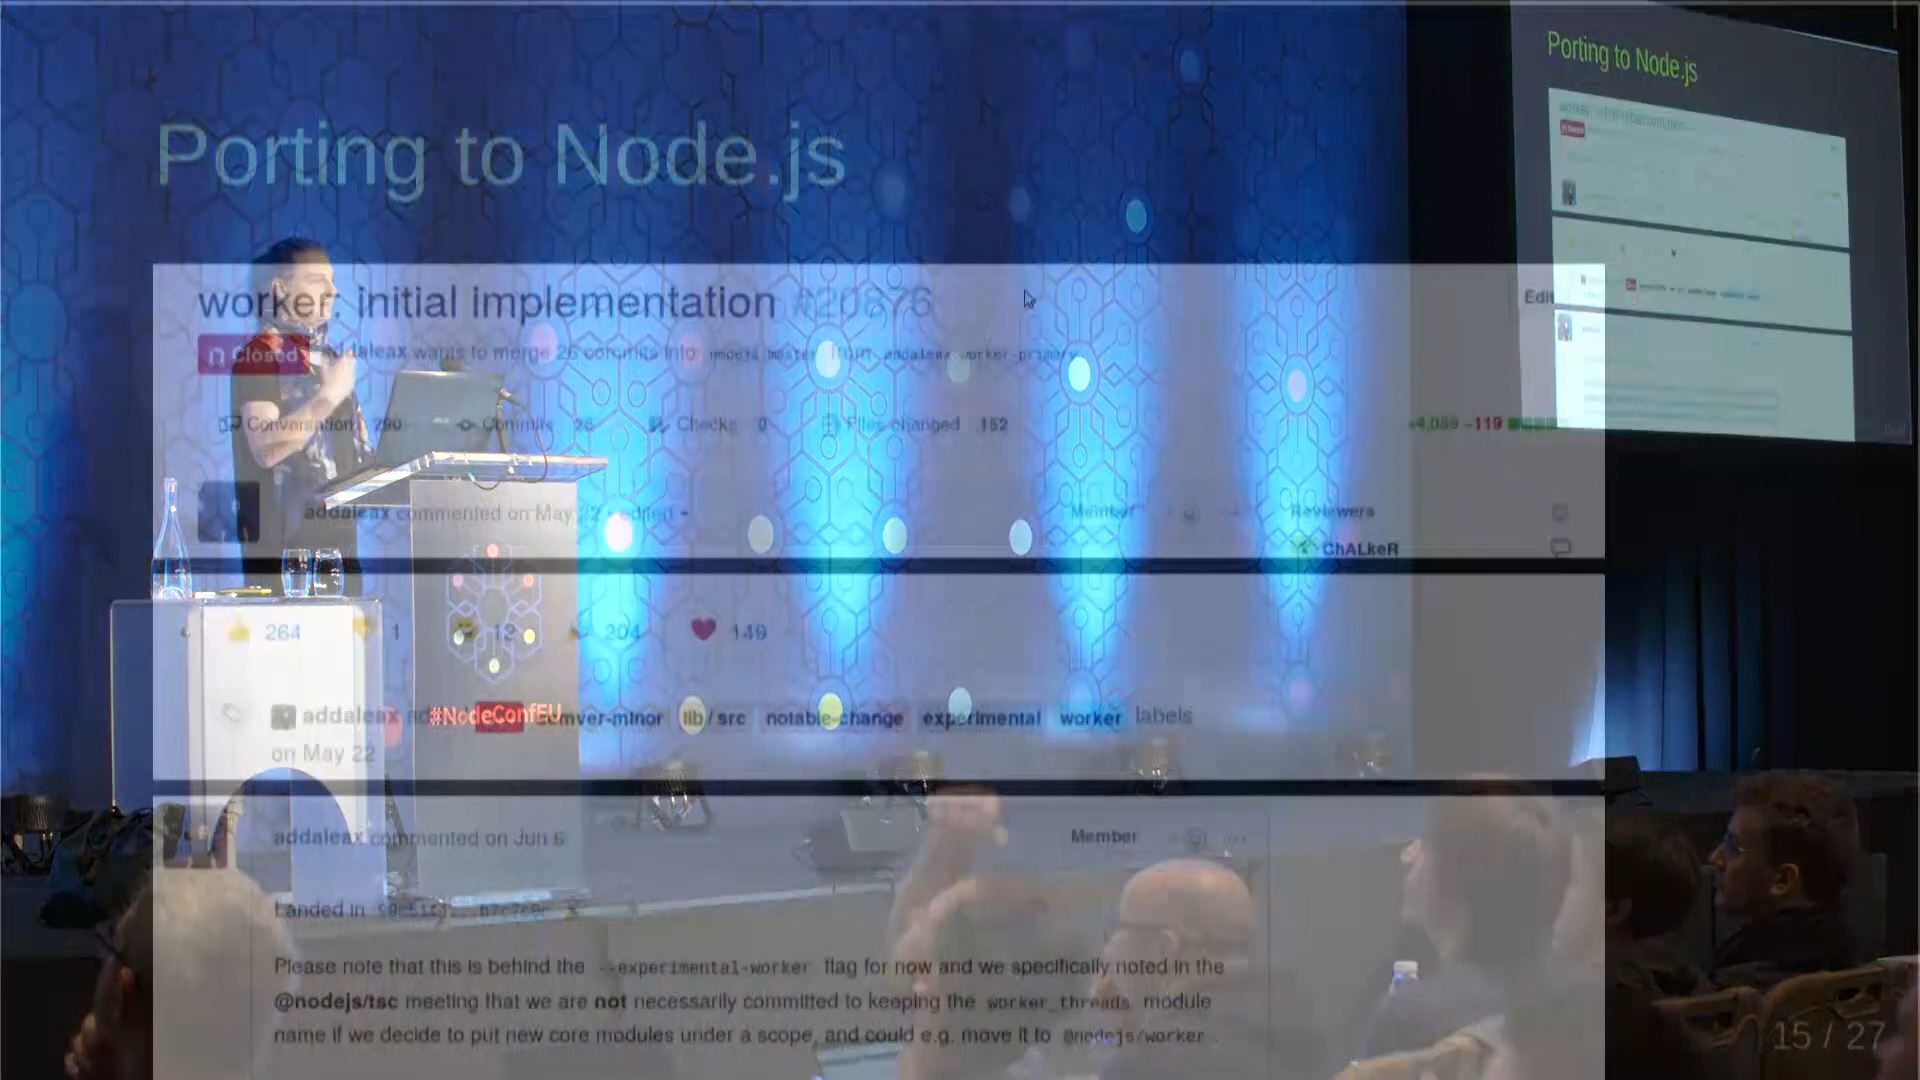 Porting to Node.js
Porting to Node.js
worker: initial implementation #20876
Closed addaleax wants to merge 26 commits into nodejs:master from addaleax:worker-primary
Edit
Conversation 290 Commits 26 Checks 0 Files changed 152 +4,089 −119
addaleax commented on May 22 • edited
Member
Reviewers
ChALkeR
264 1 12 204 149
addaleax
#NodeConfEU
semver-minor lib / src notable-change experimental worker labels
on May 22
addaleax commented on Jun 6
Member
Landed in
Please note that this is behind the --experimental-worker flag for now and we specifically noted in the
@nodejs/tsc meeting that we are not necessarily committed to keeping the worker_threads module
name if we decide to put new core modules under a scope, and could e.g. move it to @nodejs/worker .
15 / 27